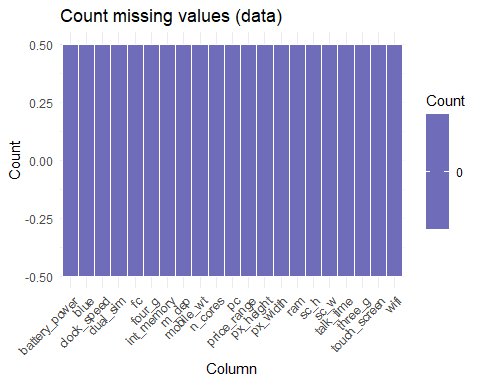 Count missing values (data)
0.50
0.25
0.00
-0.25
-0.50
Count
battery_power
blue
clock_speed
dual_sim
fc
four_g
int_memory
m_dep
mobile_wt
n_cores
pc
price_range
px_height
px_width
ram
sc_h
sc_w
talk_time
three_g
touch_screen
wifi
Column
Count
0